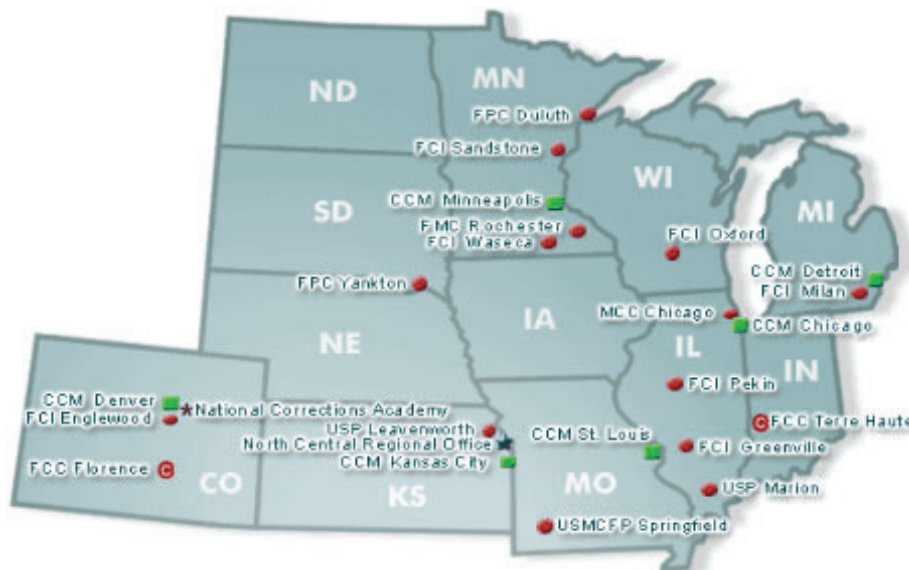 ND
MN
FPC Duluth
FCI Sandstone
WI
SD
CCM Minneapolis
MI
FMC Rochester
FCI Waseca
FCI Oxford
CCM Detroit
FPC Yankton
FCI Milan
MCC Chicago
IA
CCM Chicago
NE
IL
IN
FCI Pekin
CCM Denver
National Corrections Academy
FCI Englewood
FCC Terre Haute
USP Leavenworth
North Central Regional Office
CCM St. Louis
FCI Greenville
CCM Kansas City
FCC Florence
C
C
CO
KS
MO
USP Marion
USMCFP Springfield